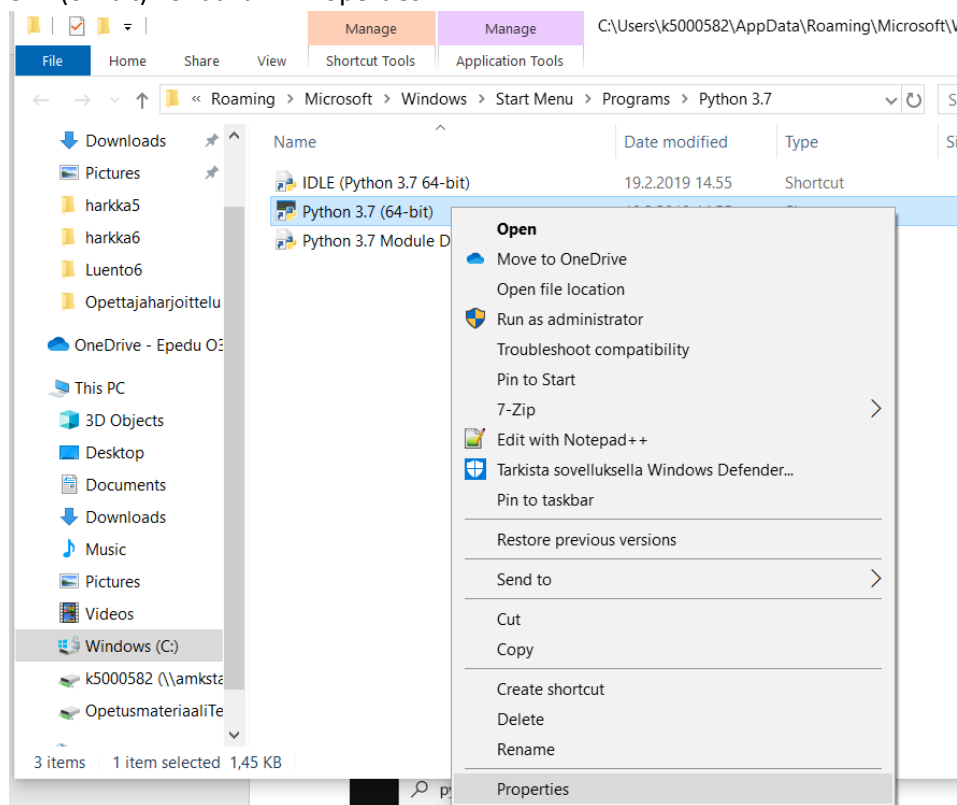 Manage
Manage
C:\Users\k5000582\AppData\Roaming\Microsoft\
File
Home
Share
View
Shortcut Tools
Application Tools
« Roaming > Microsoft > Windows > Start Menu > Programs > Python 3.7
Name
Date modified
Type
IDLE (Python 3.7 64-bit)
19.2.2019 14.55
Shortcut
Python 3.7 (64-bit)
Python 3.7 Module D
Downloads
Pictures
harkka5
harkka6
Luento6
Opettajaharjoittelu
OneDrive - Epedu O3
This PC
3D Objects
Desktop
Documents
Downloads
Music
Pictures
Videos
Windows (C:)
k5000582 (\\amksta
OpetusmateriaaliTe
Open
Move to OneDrive
Open file location
Run as administrator
Troubleshoot compatibility
Pin to Start
7-Zip
Edit with Notepad++
Tarkista sovelluksella Windows Defender...
Pin to taskbar
Restore previous versions
Send to
Cut
Copy
Create shortcut
Delete
Rename
Properties
3 items
1 item selected 1,45 KB